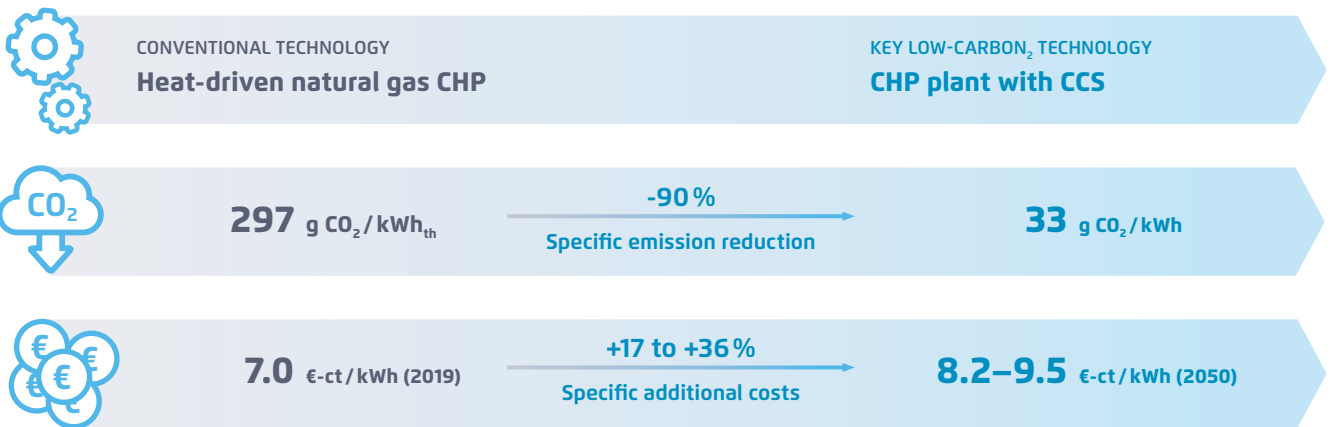 CONVENTIONAL TECHNOLOGY
Heat-driven natural gas CHP
KEY LOW-CARBON₂ TECHNOLOGY
CHP plant with CCS
CO₂
297 g CO₂/kWhₜₕ
-90%
Specific emission reduction
33 g CO₂/kWh
€
€
€
€
€
7.0 €-ct/kWh (2019)
+17 to +36%
Specific additional costs
8.2–9.5 €-ct/kWh (2050)